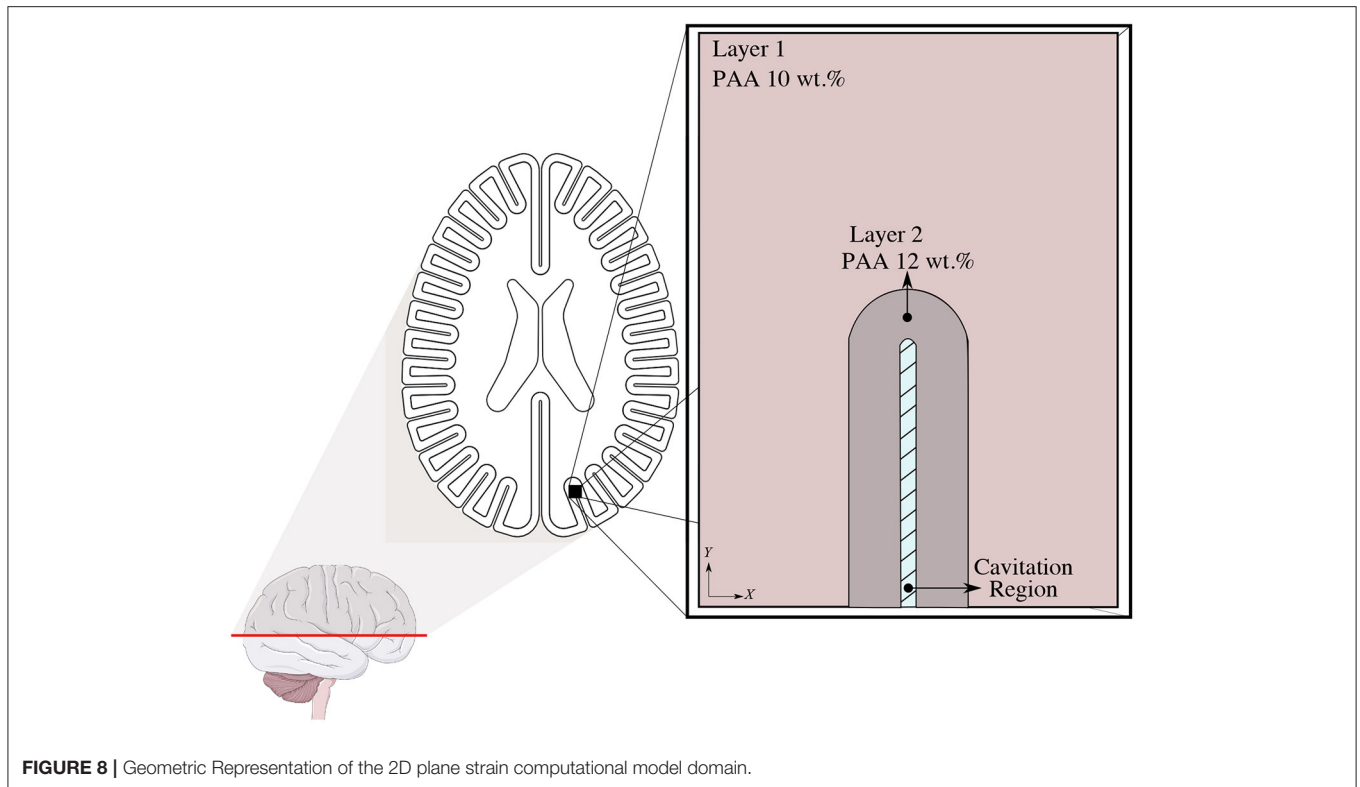 Layer 1
PAA 10 wt.%
Layer 2
PAA 12 wt.%
Cavitation
Region
Y
X
FIGURE 8 | Geometric Representation of the 2D plane strain computational model domain.